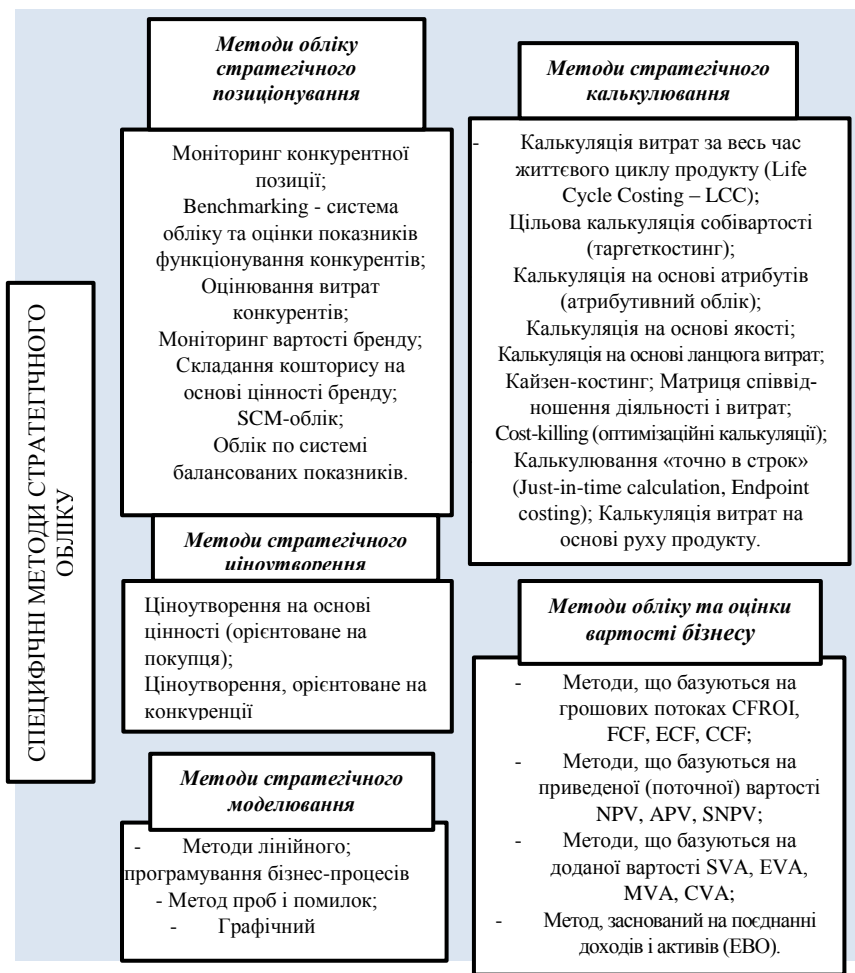 СПЕЦИФІЧНІ МЕТОДИ СТРАТЕГІЧНОГО
ОБЛІКУ
Методи обліку
стратегічного
позиціонування
Моніторинг конкурентної
позиції;
Benchmarking - система
обліку та оцінки показників
функціонування конкурентів;
Оцінювання витрат
конкурентів;
Моніторинг вартості бренду;
Складання кошторису на
основі цінності бренду;
SCM-облік;
Облік по системі
балансованих показників.
Методи стратегічного
ціноутворення
Ціноутворення на основі
цінності (орієнтоване на
покупця);
Ціноутворення, орієнтоване на
конкуренції
Методи стратегічного
моделювання
- Методи лінійного;
програмування бізнес-процесів
- Метод проб і помилок;
- Графічний
Методи стратегічного
калькулювання
- Калькуляція витрат за весь час
життєвого циклу продукту (Life
Cycle Costing – LCC);
Цільова калькуляція собівартості
(таргеткостинг);
Калькуляція на основі атрибутів
(атрибутивний облік);
Калькуляція на основі якості;
Калькуляція на основі ланцюга витрат;
Кайзен-костинг; Матриця співвід-
ношення діяльності і витрат;
Cost-killing (оптимізаційні калькуляції);
Калькулювання «точно в строк»
(Just-in-time calculation, Endpoint
costing); Калькуляція витрат на
основі руху продукту.
Методи обліку та оцінки
вартості бізнесу
- Методи, що базуються на
грошових потоках CFROI,
FCF, ECF, CCF;
- Методи, що базуються на
приведеної (поточної) вартості
NPV, APV, SNPV;
- Методи, що базуються на
доданої вартості SVA, EVA,
MVA, CVA;
- Метод, заснований на поєднанні
доходів і активів (EBO).